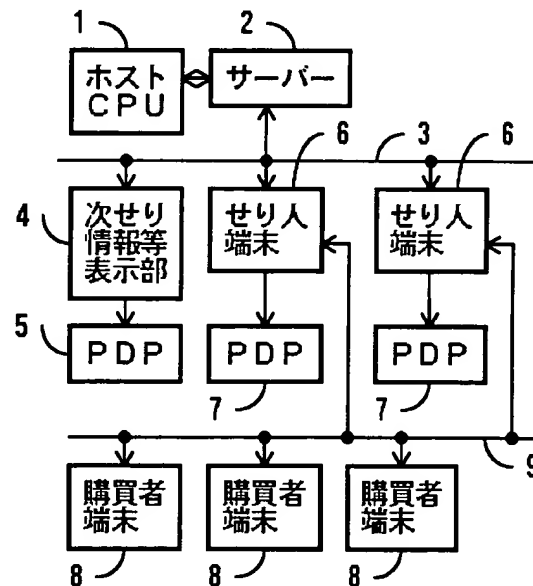 1
2
ホスト
CPU
サーバー
6
3
6
4
次せり
情報等
表示部
せり人
端末
せり人
端末
5
PDP
PDP
PDP
7
7
9
購買者
端末
購買者
端末
購買者
端末
8
8
8